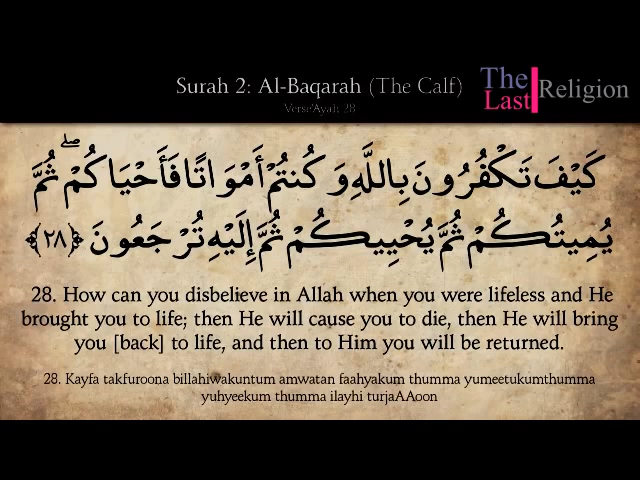 Surah 2: Al-Baqarah (The Calf)
The
Last Religion
Verse/Ayah 28
كَيْفَ تَكْفُرُونَ بِاللَّهِ وَكُنتُمْ أَمْوَاتًا فَأَحْيَاكُمْ ۖ ثُمَّ
يُمِيتُكُمْ ثُمَّ يُحْيِيكُمْ ثُمَّ إِلَيْهِ تُرْجَعُونَ ﴿٢٨﴾
28. How can you disbelieve in Allah when you were lifeless and He
brought you to life; then He will cause you to die, then He will bring
you [back] to life, and then to Him you will be returned.
28. Kayfa takfuroona billahiwakuntum amwatan faahyakum thumma yumeetukumthumma
yuhyeekum thumma ilayhi turjaAAoon